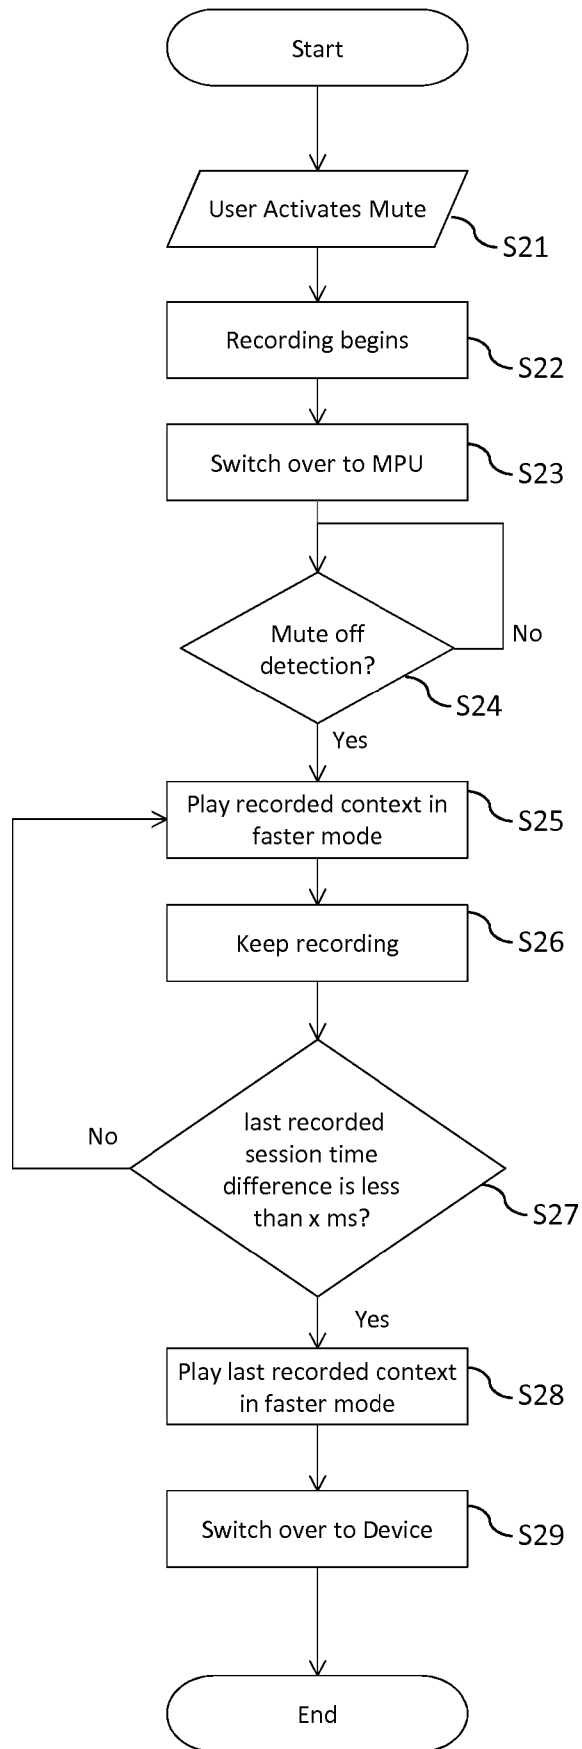 Start
User Activates Mute
S21
Recording begins
S22
Switch over to MPU
S23
Mute off
detection?
No
S24
Yes
Play recorded context in
faster mode
S25
Keep recording
S26
last recorded
session time
difference is less
than x ms?
No
S27
Yes
Play last recorded context
in faster mode
S28
Switch over to Device
S29
End